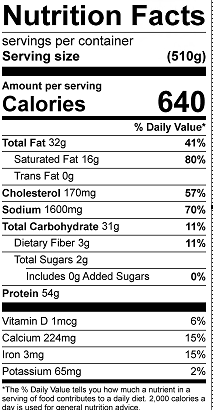 Nutrition Facts
servings per container
Serving size (510g)
Amount per serving
Calories 640
% Daily Value*
Total Fat 32g 41%
Saturated Fat 16g 80%
Trans Fat 0g
Cholesterol 170mg 57%
Sodium 1600mg 70%
Total Carbohydrate 31g 11%
Dietary Fiber 3g 11%
Total Sugars 2g
Includes 0g Added Sugars 0%
Protein 54g
Vitamin D 1mcg 6%
Calcium 224mg 15%
Iron 3mg 15%
Potassium 65mg 2%
*The % Daily Value tells you how much a nutrient in a
serving of food contributes to a daily diet. 2,000 calories a
day is used for general nutrition advice.